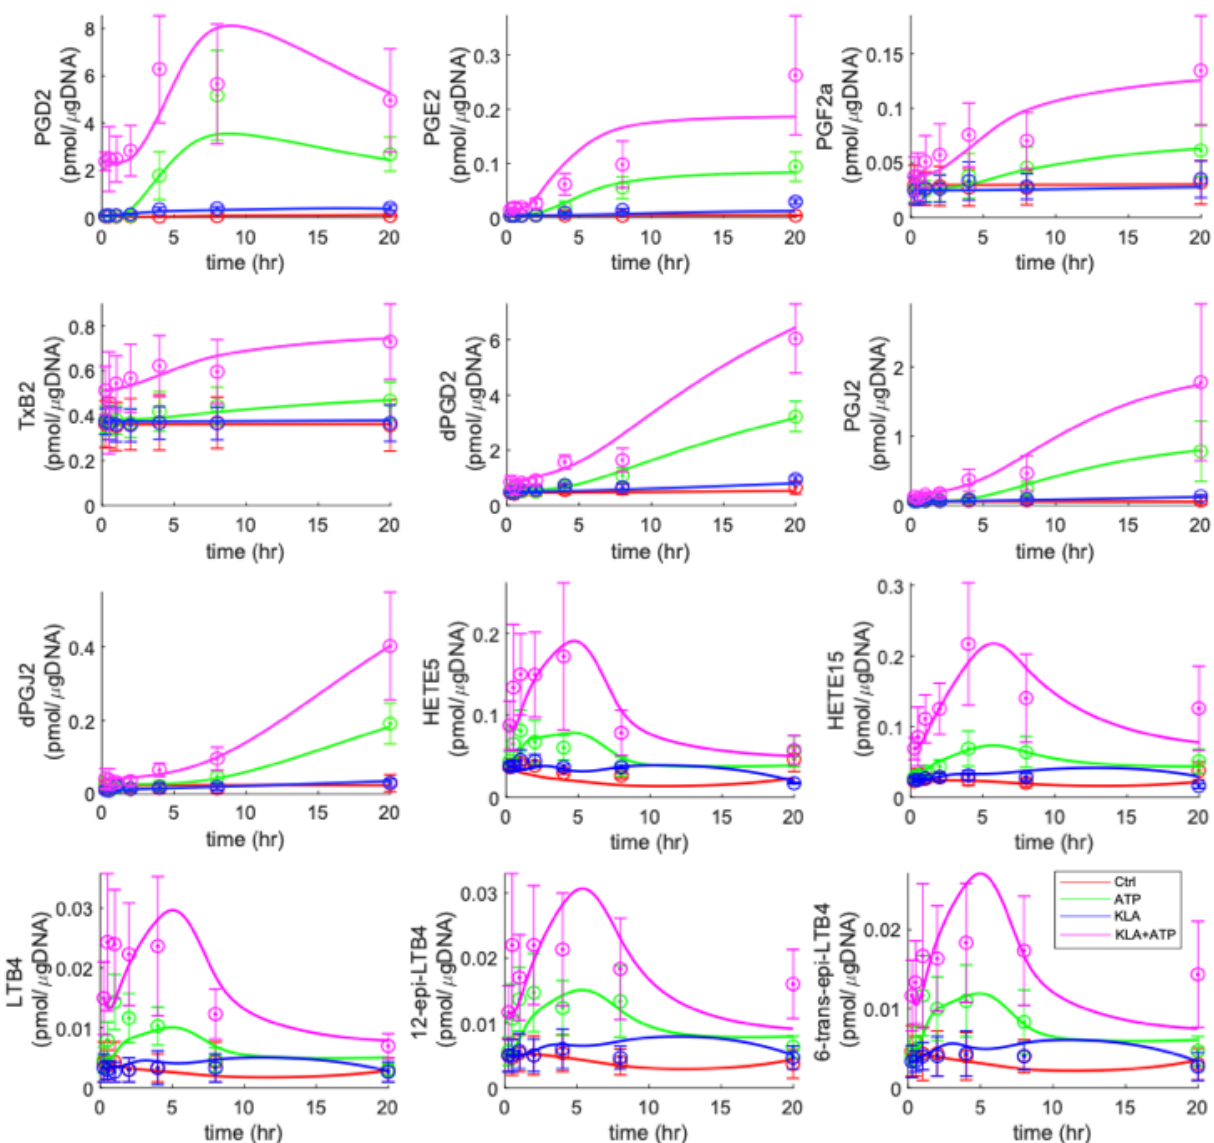 PGD2
(pmol/μgDNA)
8
6
4
2
0
0 5 10 15 20
time (hr)
PGE2
(pmol/μgDNA)
0.3
0.2
0.1
0
0 5 10 15 20
time (hr)
PGF2a
(pmol/μgDNA)
0.15
0.1
0.05
0
0 5 10 15 20
time (hr)
TxB2
(pmol/μgDNA)
0.8
0.6
0.4
0.2
0
0 5 10 15 20
time (hr)
dPGD2
(pmol/μgDNA)
6
4
2
0
0 5 10 15 20
time (hr)
PGJ2
(pmol/μgDNA)
2
1
0
0 5 10 15 20
time (hr)
dPGJ2
(pmol/μgDNA)
0.4
0.2
0
0 5 10 15 20
time (hr)
HETE5
(pmol/μgDNA)
0.2
0.1
0
0 5 10 15 20
time (hr)
HETE15
(pmol/μgDNA)
0.3
0.2
0.1
0
0 5 10 15 20
time (hr)
LTB4
(pmol/μgDNA)
0.03
0.02
0.01
0
0 5 10 15 20
time (hr)
12-epi-LTB4
(pmol/μgDNA)
0.03
0.02
0.01
0
0 5 10 15 20
time (hr)
6-trans-epi-LTB4
(pmol/μgDNA)
0.02
0.01
0
0 5 10 15 20
time (hr)
Ctrl
ATP
KLA
KLA+ATP